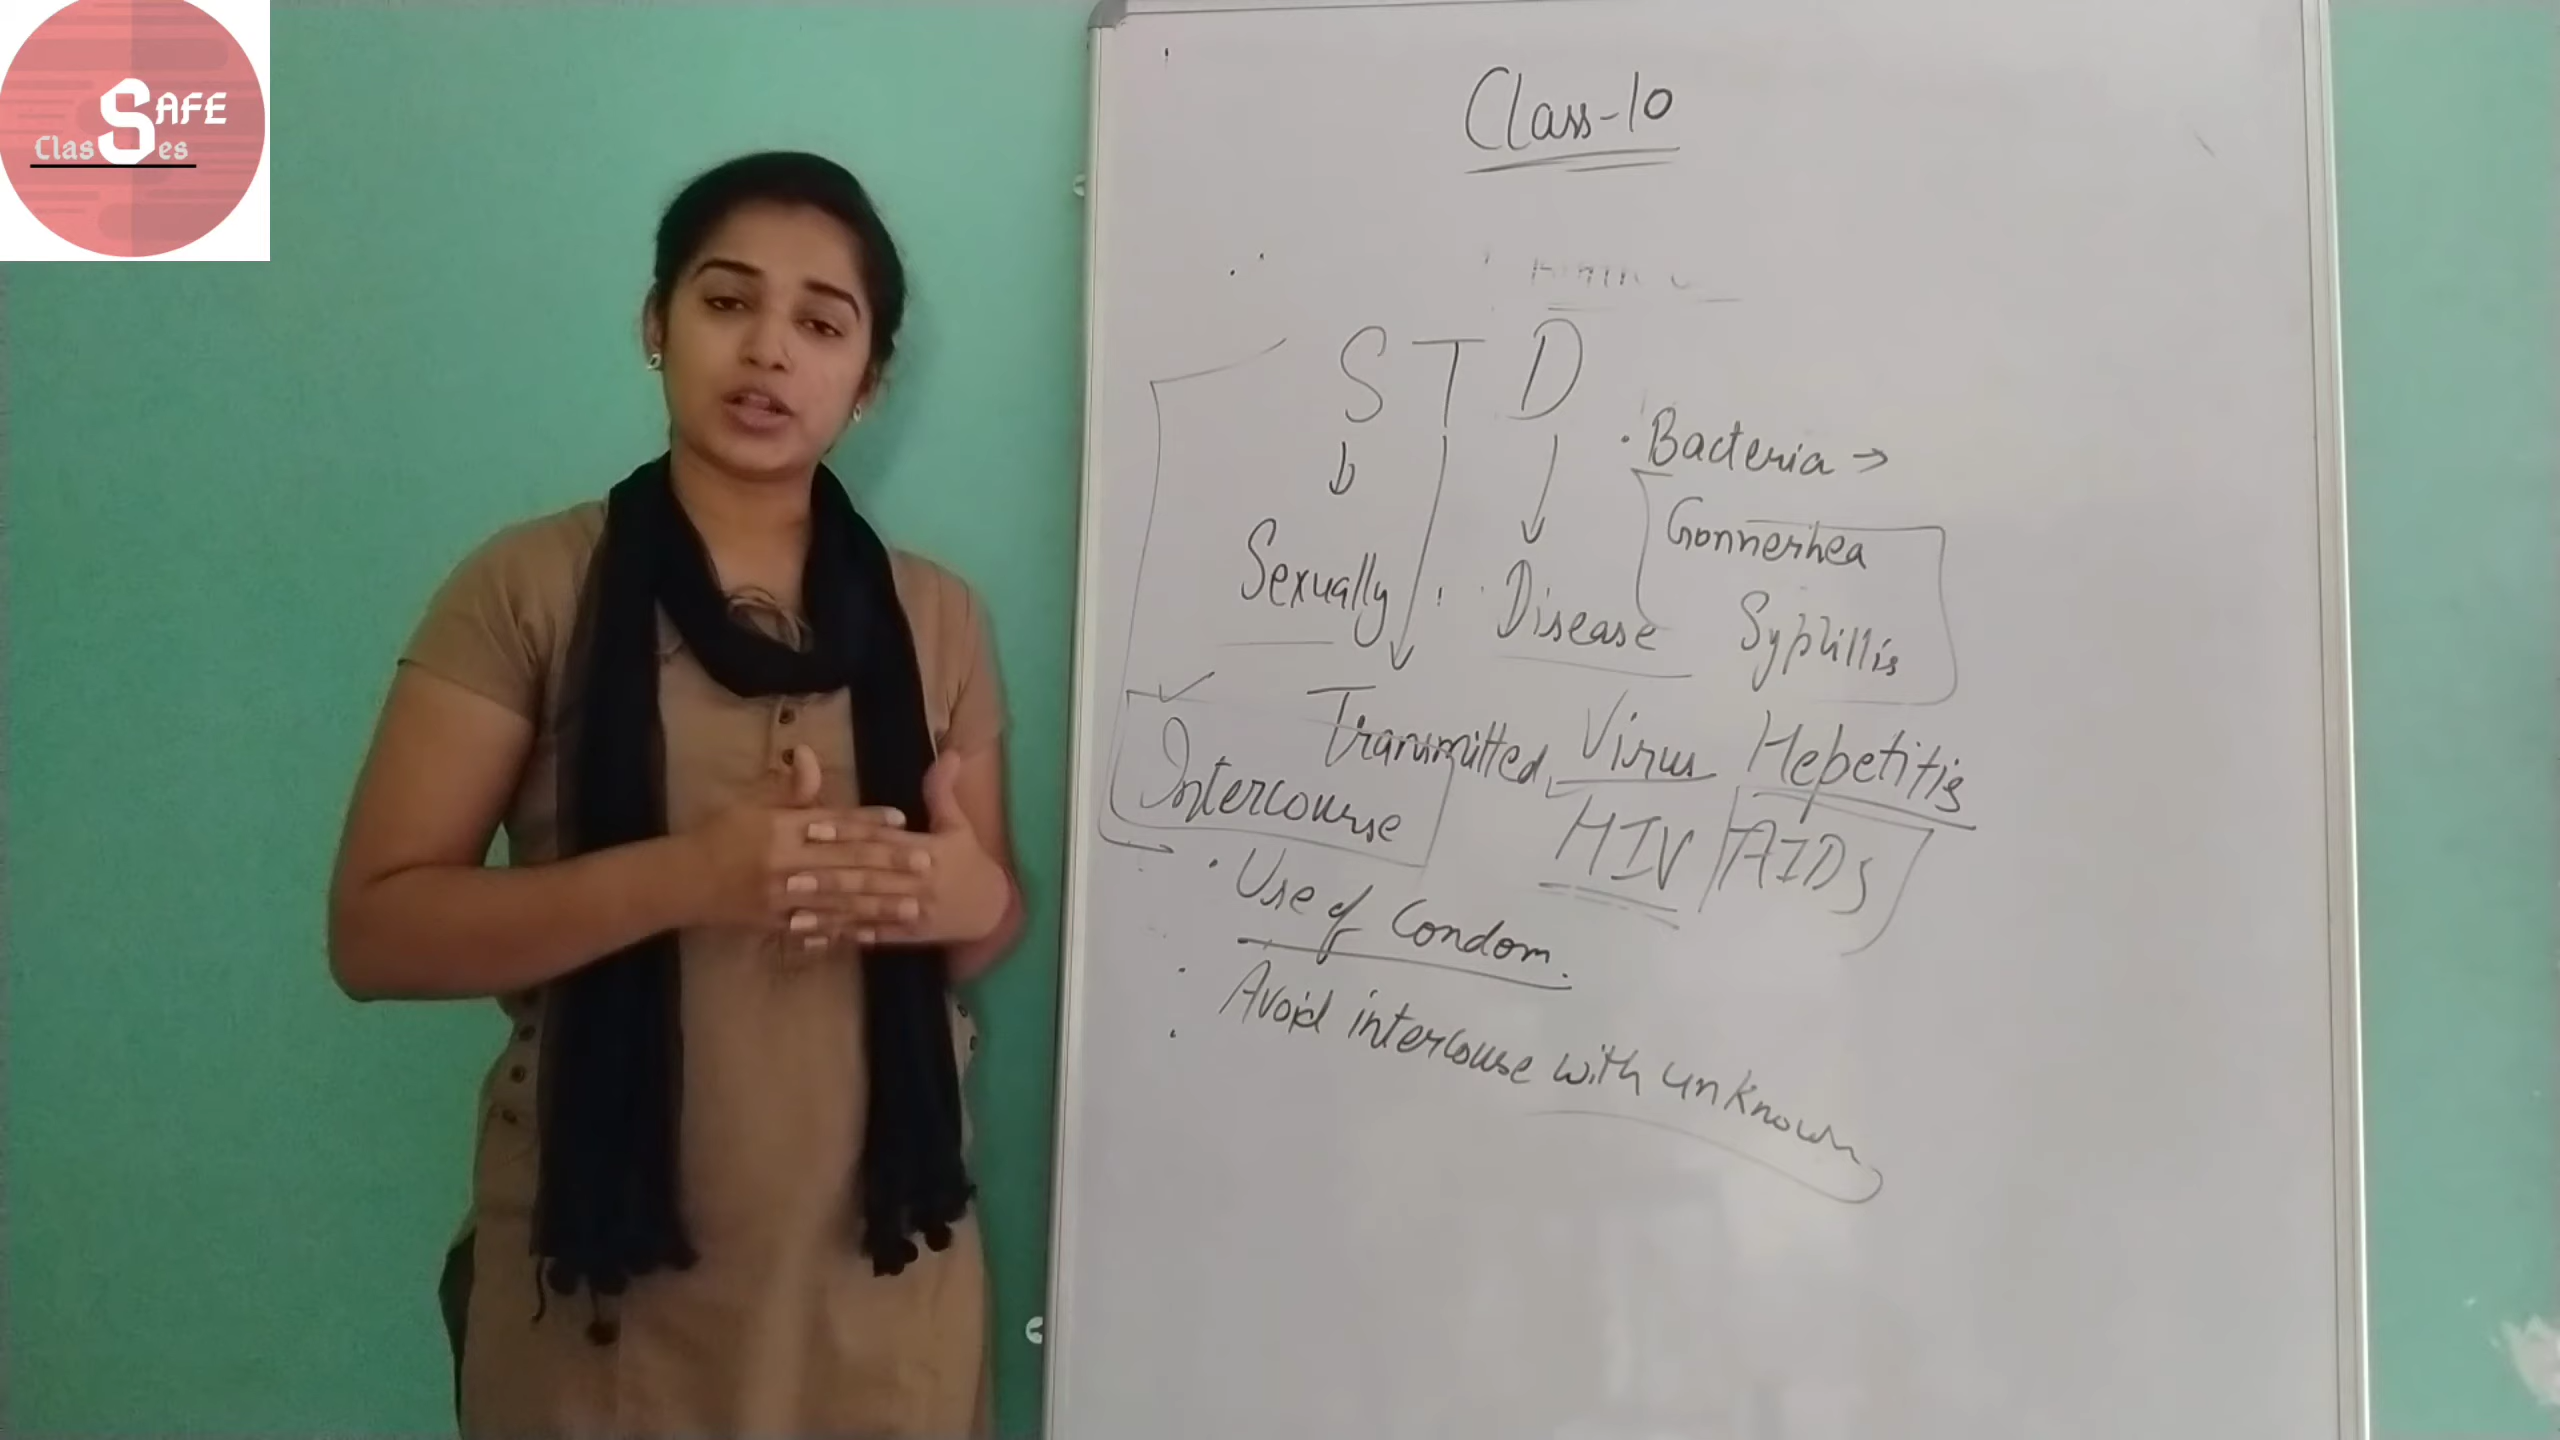 SAFE
Classes
Class-10
S T D
Bacteria →
Gonnerhea
Sexually
Disease
Syphillis
Transmitted
Virus
Hepetitis
Intercourse
HIV
AIDs
Use of Condom.
Avoid intercouse with unknown